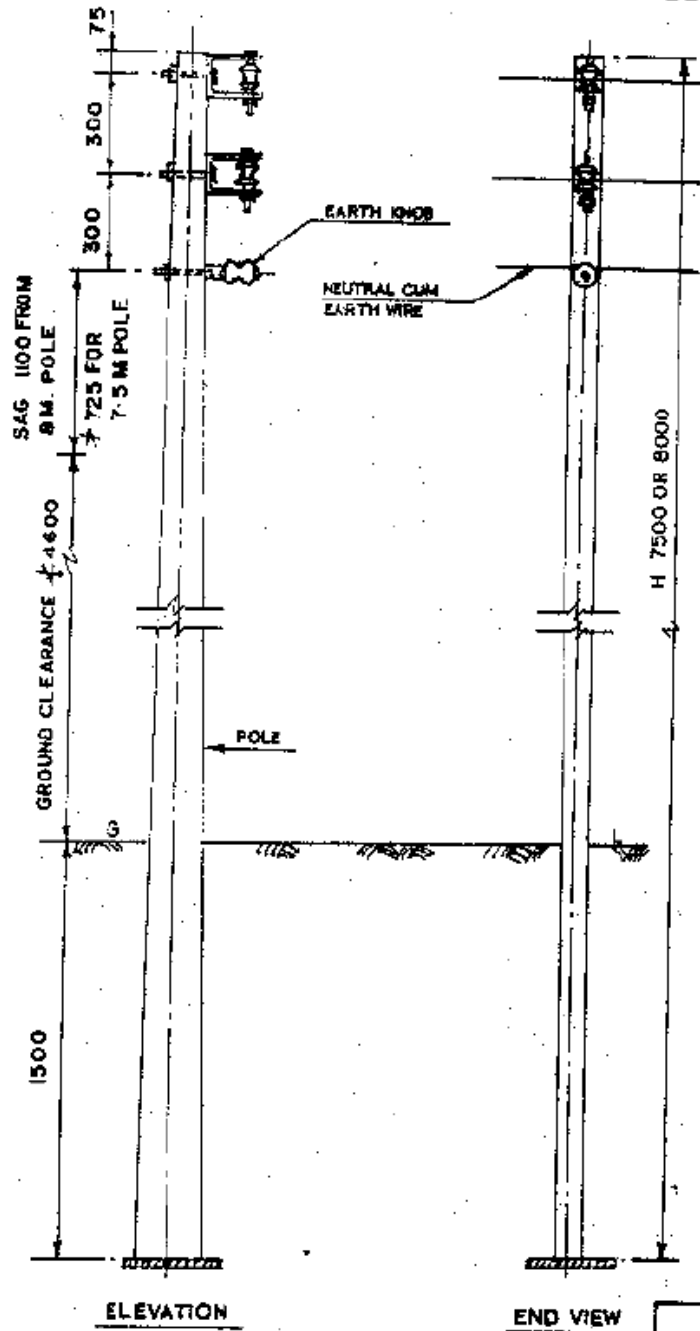 75
300
300
EARTH KNOB
NEUTRAL CUM
EARTH WIRE
SAG 1100 FROM
8 M. POLE
≯ 725 FOR
7·5 M POLE
H 7500 OR 8000
GROUND CLEARANCE ≮ 4600
POLE
G
L
1500
ELEVATION
END VIEW